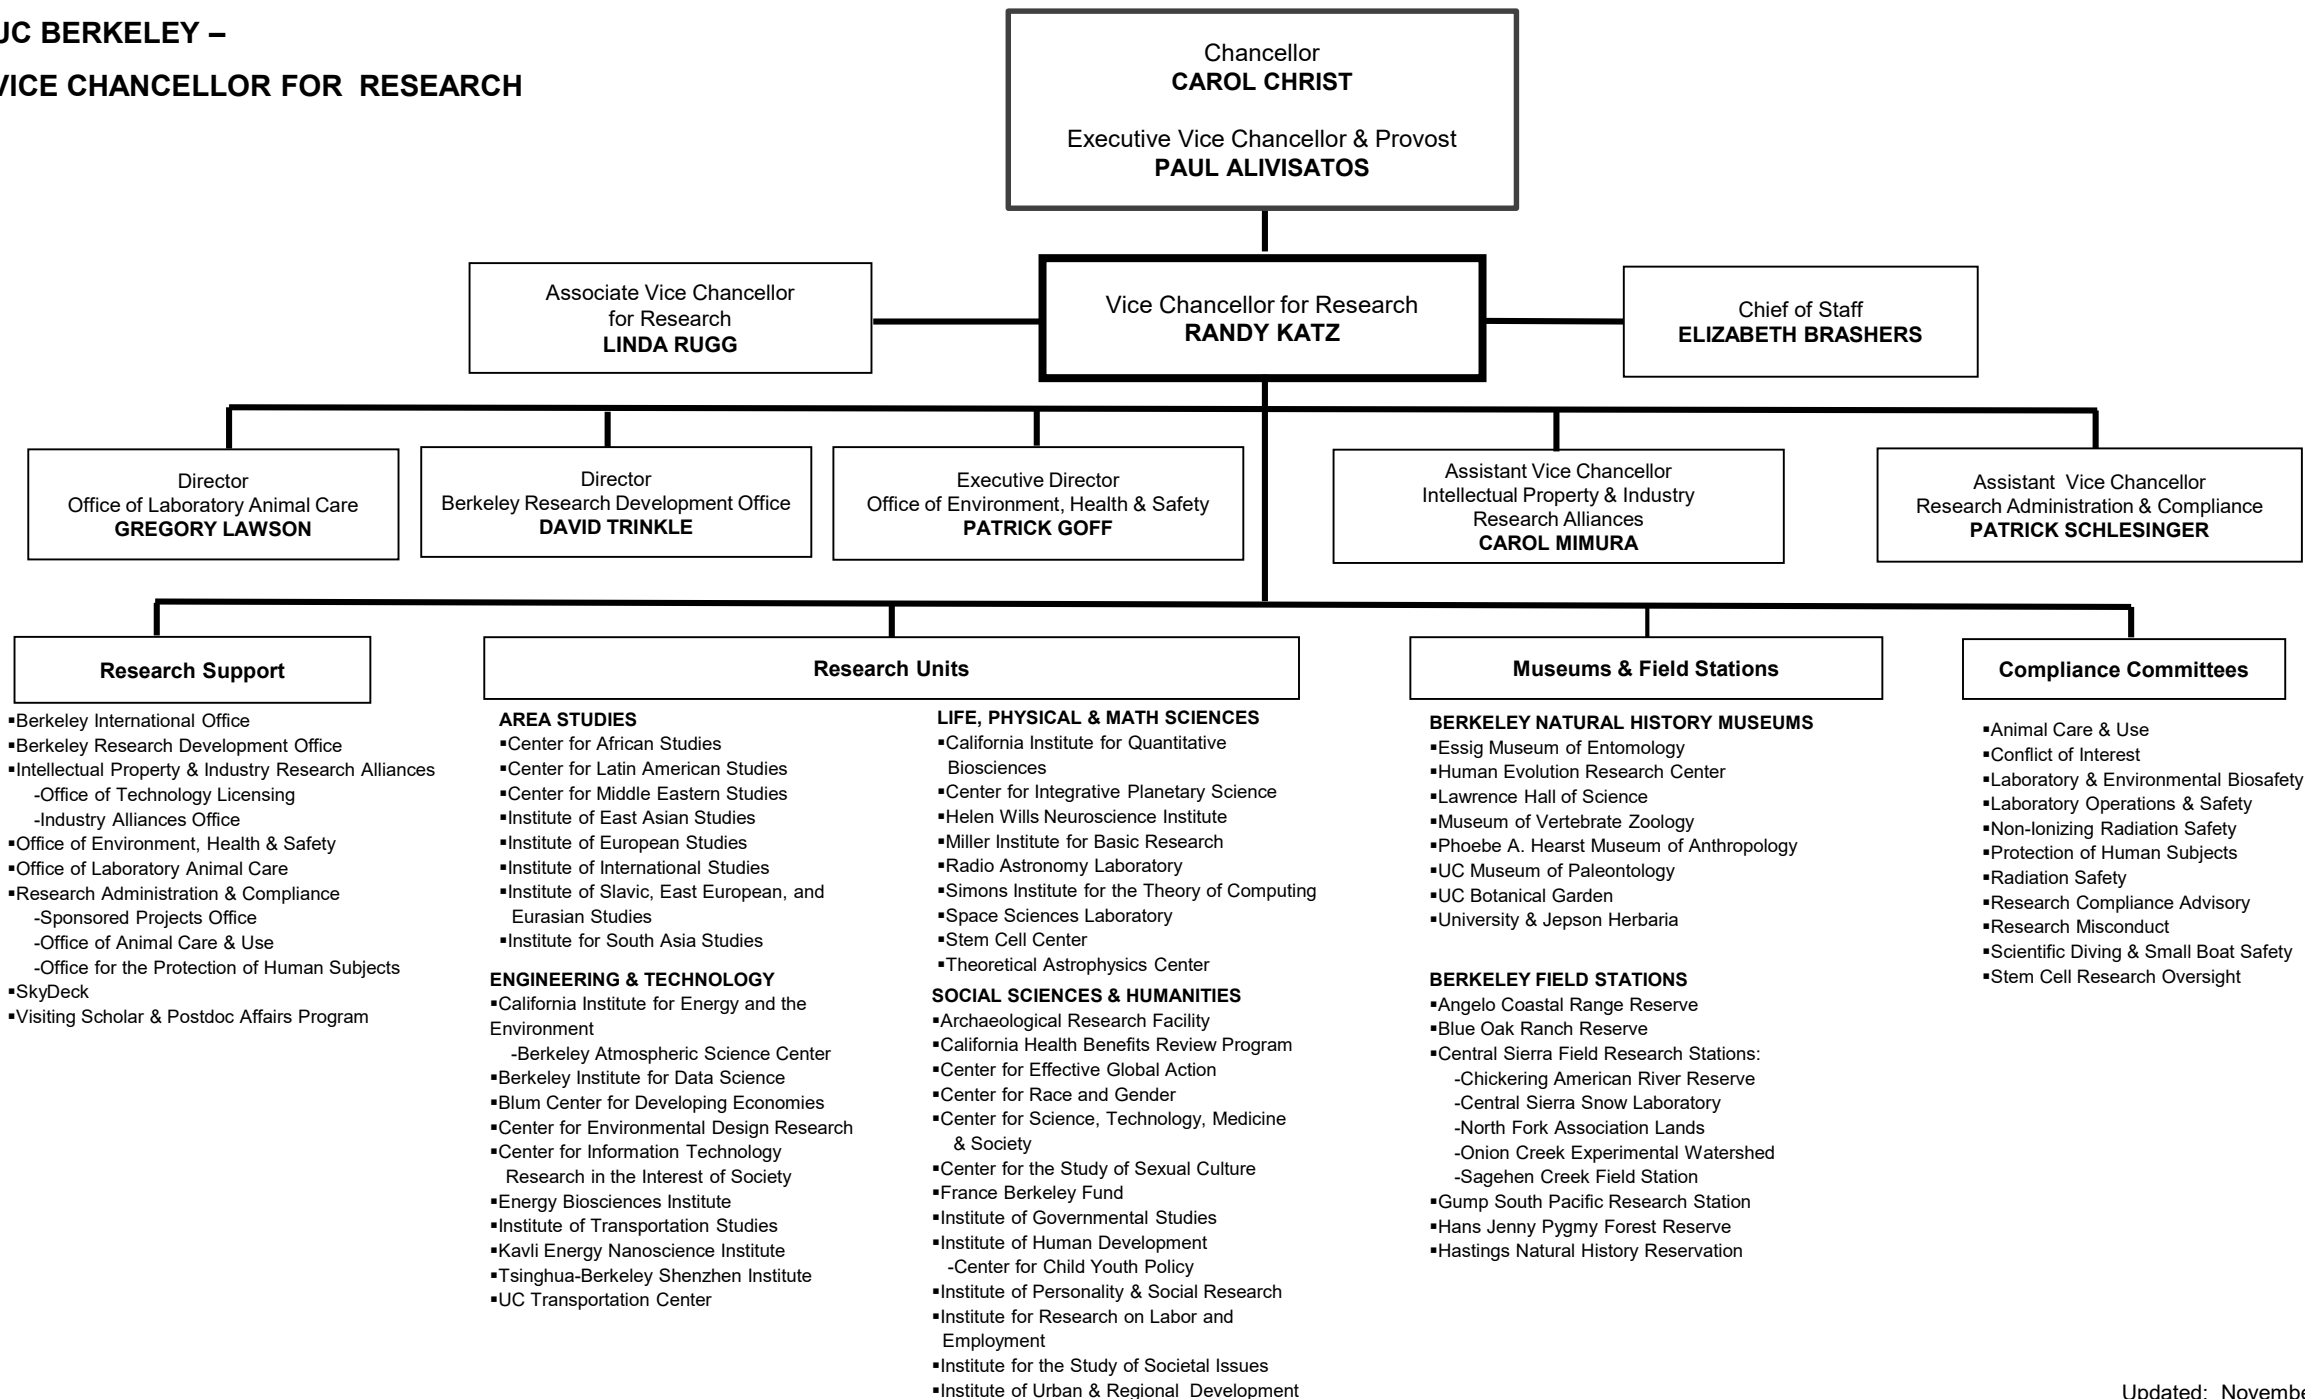 UC BERKELEY –
VICE CHANCELLOR FOR RESEARCH
Chancellor
CAROL CHRIST
Executive Vice Chancellor & Provost
PAUL ALIVISATOS
Associate Vice Chancellor
for Research
LINDA RUGG
Vice Chancellor for Research
RANDY KATZ
Chief of Staff
ELIZABETH BRASHERS
Director
Office of Laboratory Animal Care
GREGORY LAWSON
Director
Berkeley Research Development Office
DAVID TRINKLE
Executive Director
Office of Environment, Health & Safety
PATRICK GOFF
Assistant Vice Chancellor
Intellectual Property & Industry
Research Alliances
CAROL MIMURA
Assistant Vice Chancellor
Research Administration & Compliance
PATRICK SCHLESINGER
Research Support
▪Berkeley International Office
▪Berkeley Research Development Office
▪Intellectual Property & Industry Research Alliances
-Office of Technology Licensing
-Industry Alliances Office
▪Office of Environment, Health & Safety
▪Office of Laboratory Animal Care
▪Research Administration & Compliance
-Sponsored Projects Office
-Office of Animal Care & Use
-Office for the Protection of Human Subjects
▪SkyDeck
▪Visiting Scholar & Postdoc Affairs Program
Research Units
AREA STUDIES
▪Center for African Studies
▪Center for Latin American Studies
▪Center for Middle Eastern Studies
▪Institute of East Asian Studies
▪Institute of European Studies
▪Institute of International Studies
▪Institute of Slavic, East European, and
Eurasian Studies
▪Institute for South Asia Studies
ENGINEERING & TECHNOLOGY
▪California Institute for Energy and the
Environment
-Berkeley Atmospheric Science Center
▪Berkeley Institute for Data Science
▪Blum Center for Developing Economies
▪Center for Environmental Design Research
▪Center for Information Technology
Research in the Interest of Society
▪Energy Biosciences Institute
▪Institute of Transportation Studies
▪Kavli Energy Nanoscience Institute
▪Tsinghua-Berkeley Shenzhen Institute
▪UC Transportation Center
LIFE, PHYSICAL & MATH SCIENCES
▪California Institute for Quantitative
Biosciences
▪Center for Integrative Planetary Science
▪Helen Wills Neuroscience Institute
▪Miller Institute for Basic Research
▪Radio Astronomy Laboratory
▪Simons Institute for the Theory of Computing
▪Space Sciences Laboratory
▪Stem Cell Center
▪Theoretical Astrophysics Center
SOCIAL SCIENCES & HUMANITIES
▪Archaeological Research Facility
▪California Health Benefits Review Program
▪Center for Effective Global Action
▪Center for Race and Gender
▪Center for Science, Technology, Medicine
& Society
▪Center for the Study of Sexual Culture
▪France Berkeley Fund
▪Institute of Governmental Studies
▪Institute of Human Development
-Center for Child Youth Policy
▪Institute of Personality & Social Research
▪Institute for Research on Labor and
Employment
▪Institute for the Study of Societal Issues
▪Institute of Urban & Regional Development
Museums & Field Stations
BERKELEY NATURAL HISTORY MUSEUMS
▪Essig Museum of Entomology
▪Human Evolution Research Center
▪Lawrence Hall of Science
▪Museum of Vertebrate Zoology
▪Phoebe A. Hearst Museum of Anthropology
▪UC Museum of Paleontology
▪UC Botanical Garden
▪University & Jepson Herbaria
BERKELEY FIELD STATIONS
▪Angelo Coastal Range Reserve
▪Blue Oak Ranch Reserve
▪Central Sierra Field Research Stations:
-Chickering American River Reserve
-Central Sierra Snow Laboratory
-North Fork Association Lands
-Onion Creek Experimental Watershed
-Sagehen Creek Field Station
▪Gump South Pacific Research Station
▪Hans Jenny Pygmy Forest Reserve
▪Hastings Natural History Reservation
Compliance Committees
▪Animal Care & Use
▪Conflict of Interest
▪Laboratory & Environmental Biosafety
▪Laboratory Operations & Safety
▪Non-Ionizing Radiation Safety
▪Protection of Human Subjects
▪Radiation Safety
▪Research Compliance Advisory
▪Research Misconduct
▪Scientific Diving & Small Boat Safety
▪Stem Cell Research Oversight
Updated: Novembe